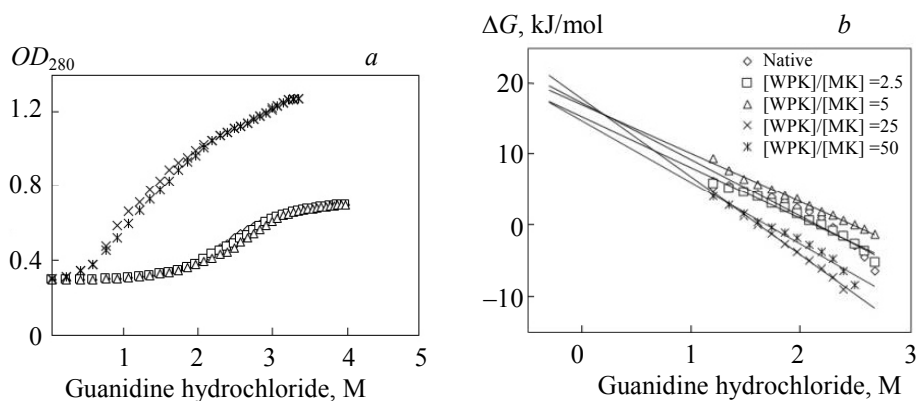 OD280
a
1.2
0.8
0.4
0
1 2 3 4 5
Guanidine hydrochloride, M
ΔG, kJ/mol
b
20
10
0
−10
0 1 2 3
Guanidine hydrochloride, M
Native
[WPK]/[MK] =2.5
[WPK]/[MK] =5
[WPK]/[MK] =25
[WPK]/[MK] =50